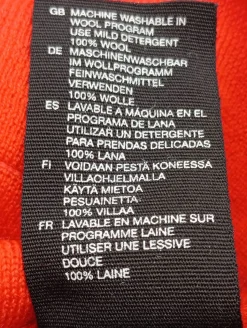 GB MACHINE WASHABLE IN
WOOL PROGRAM
USE MILD DETERGENT
100% WOOL
DE MASCHINENWASCHBAR
IM WOLLPROGRAMM
FEINWASCHMITTEL
VERWENDEN
100% WOLLE
ES LAVABLE A MÁQUINA EN EL
PROGRAMA DE LANA
UTILIZAR UN DETERGENTE
PARA PRENDAS DELICADAS
100% LANA
FI VOIDAAN PESTÄ KONEESSA
VILLAOHJELMALLA
KÄYTÄ MIETOA
PESUAINETTA
100% VILLAA
FR LAVABLE EN MACHINE SUR
PROGRAMME LAINE
UTILISER UNE LESSIVE
DOUCE
100% LAINE